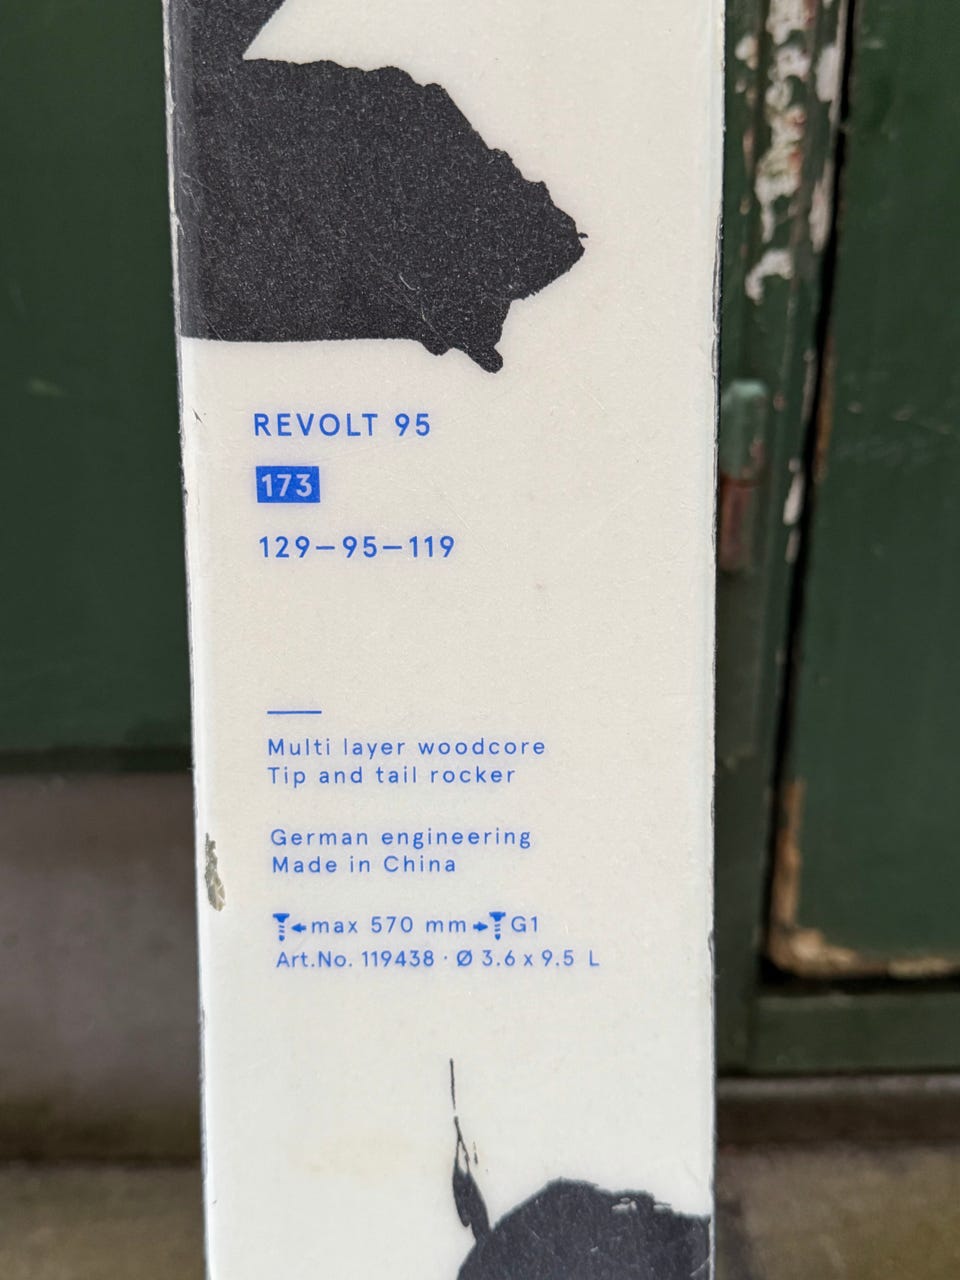 REVOLT 95
173
129–95–119
Multi layer woodcore
Tip and tail rocker
German engineering
Made in China
max 570 mm G1
Art.No. 119438 · Ø 3.6 x 9.5 L